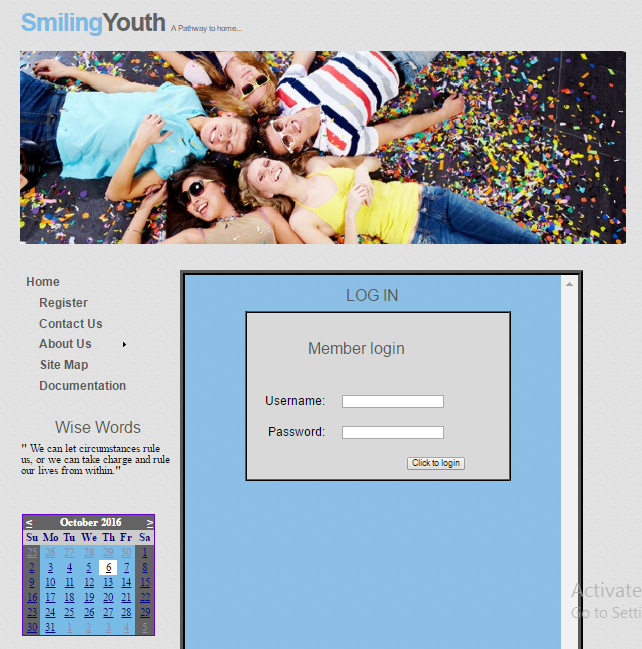 SmilingYouth A Pathway to home...
Home
Register
Contact Us
About Us
Site Map
Documentation
Wise Words
" We can let circumstances rule
us, or we can take charge and rule
our lives from within."
< October 2016 >
Su Mo Tu We Th Fr Sa
25 26 27 28 29 30 1
2 3 4 5 6 7 8
9 10 11 12 13 14 15
16 17 18 19 20 21 22
23 24 25 26 27 28 29
30 31 1 2 3 4 5
LOG IN
Member login
Username:
Password:
Click to login
Activate
Go to Setti